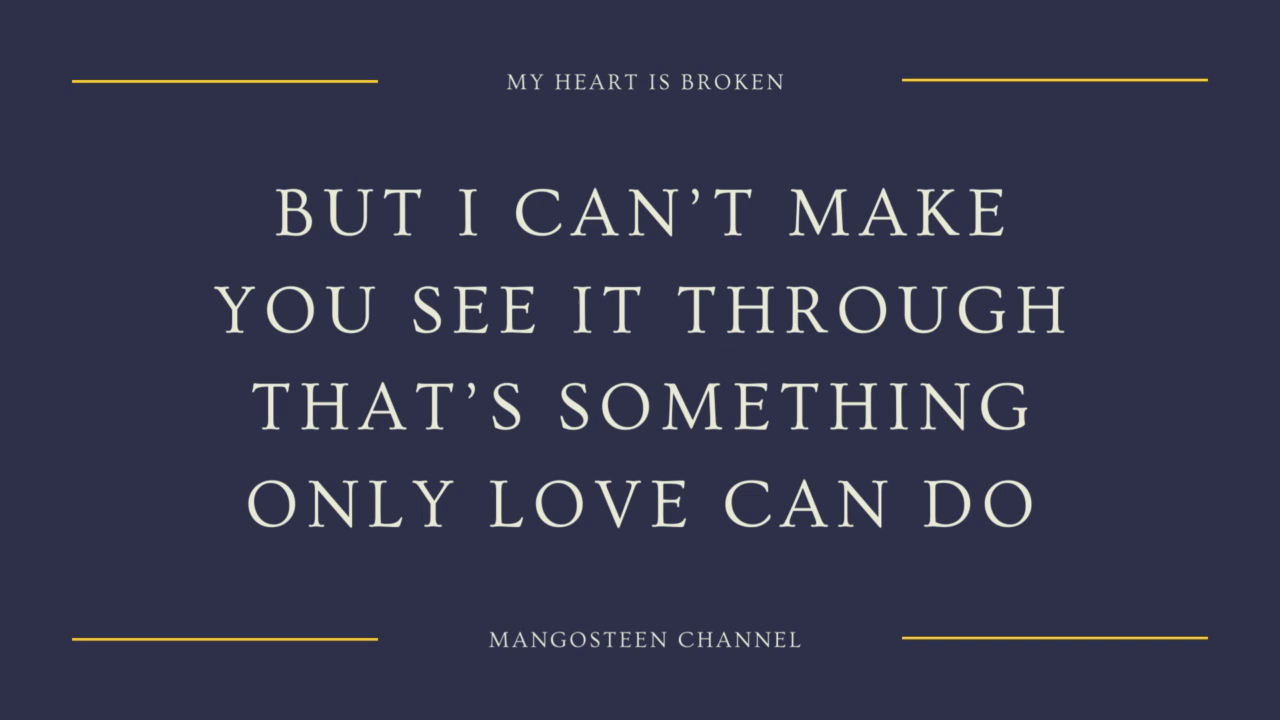 MY HEART IS BROKEN
BUT I CAN’T MAKE
YOU SEE IT THROUGH
THAT’S SOMETHING
ONLY LOVE CAN DO
MANGOSTEEN CHANNEL